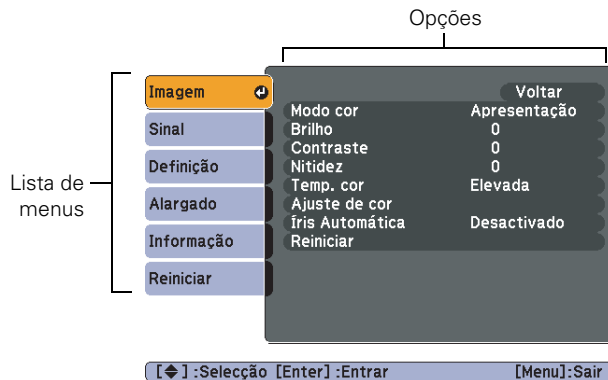 Opções
Lista de
menus
Imagem
Sinal
Definição
Alargado
Informação
Reiniciar
Voltar
Modo cor Apresentação
Brilho 0
Contraste 0
Nitidez 0
Temp. cor Elevada
Ajuste de cor
Íris Automática Desactivado
Reiniciar
[◆] :Selecção [Enter] :Entrar [Menu]:Sair